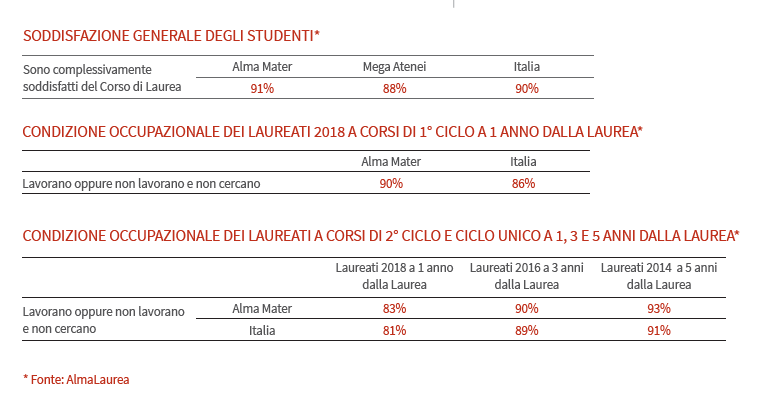 SODDISFAZIONE GENERALE DEGLI STUDENTI*
Sono complessivamente
soddisfatti del Corso di Laurea
Alma Mater Mega Atenei Italia
91% 88% 90%
CONDIZIONE OCCUPAZIONALE DEI LAUREATI 2018 A CORSI DI 1° CICLO A 1 ANNO DALLA LAUREA*
Alma Mater Italia
Lavorano oppure non lavorano e non cercano 90% 86%
CONDIZIONE OCCUPAZIONALE DEI LAUREATI A CORSI DI 2° CICLO E CICLO UNICO A 1, 3 E 5 ANNI DALLA LAUREA*
Laureati 2018 a 1 anno Laureati 2016 a 3 anni Laureati 2014 a 5 anni
dalla Laurea dalla Laurea dalla Laurea
Lavorano oppure non lavorano
e non cercano
Alma Mater 83% 90% 93%
Italia 81% 89% 91%
* Fonte: AlmaLaurea